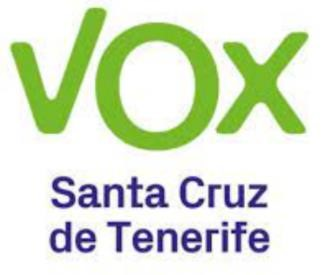 VOX
Santa Cruz
de Tenerife